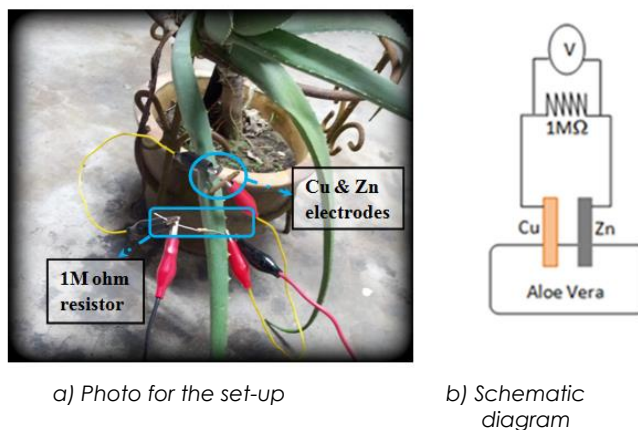 Cu & Zn
electrodes
1M ohm
resistor
V
1MΩ
Cu
Zn
Aloe Vera
a) Photo for the set-up
b) Schematic
diagram